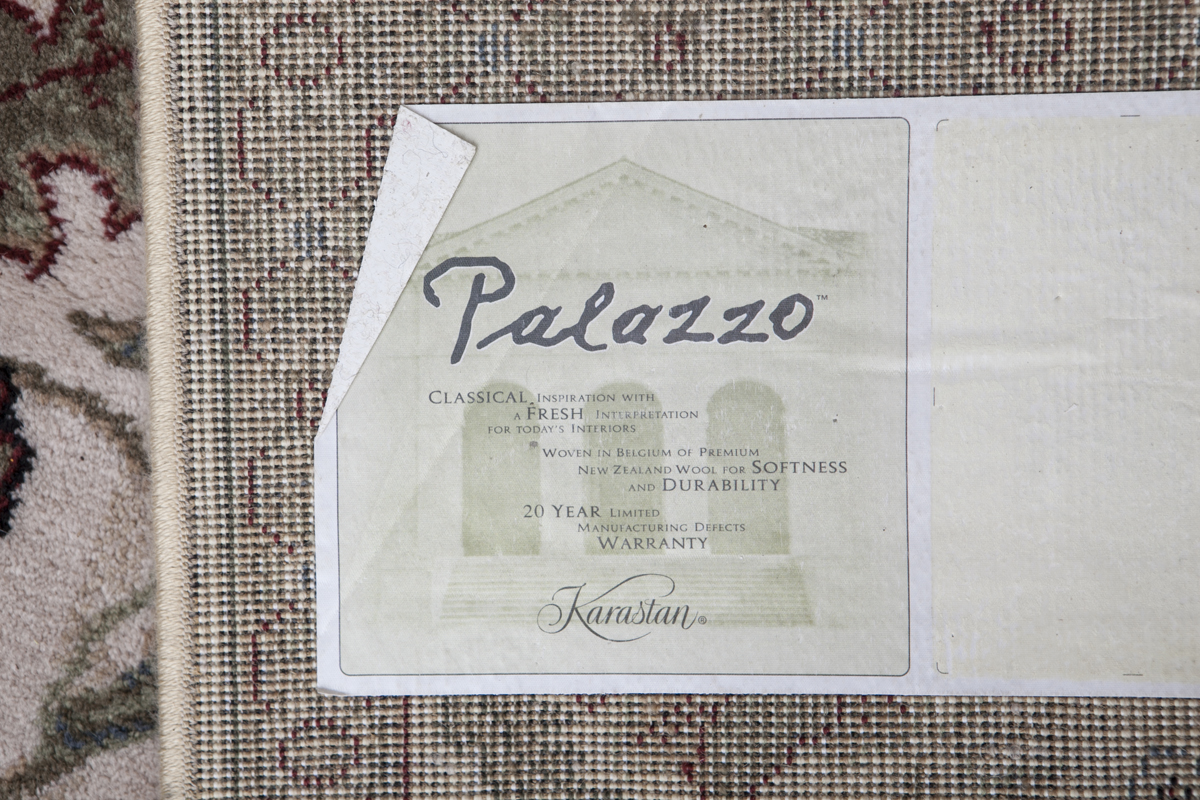 Palazzo™
CLASSICAL INSPIRATION WITH
A FRESH INTERPRETATION
FOR TODAY'S INTERIORS
WOVEN IN BELGIUM OF PREMIUM
NEW ZEALAND WOOL FOR SOFTNESS
AND DURABILITY
20 YEAR LIMITED
MANUFACTURING DEFECTS
WARRANTY
Karastan®